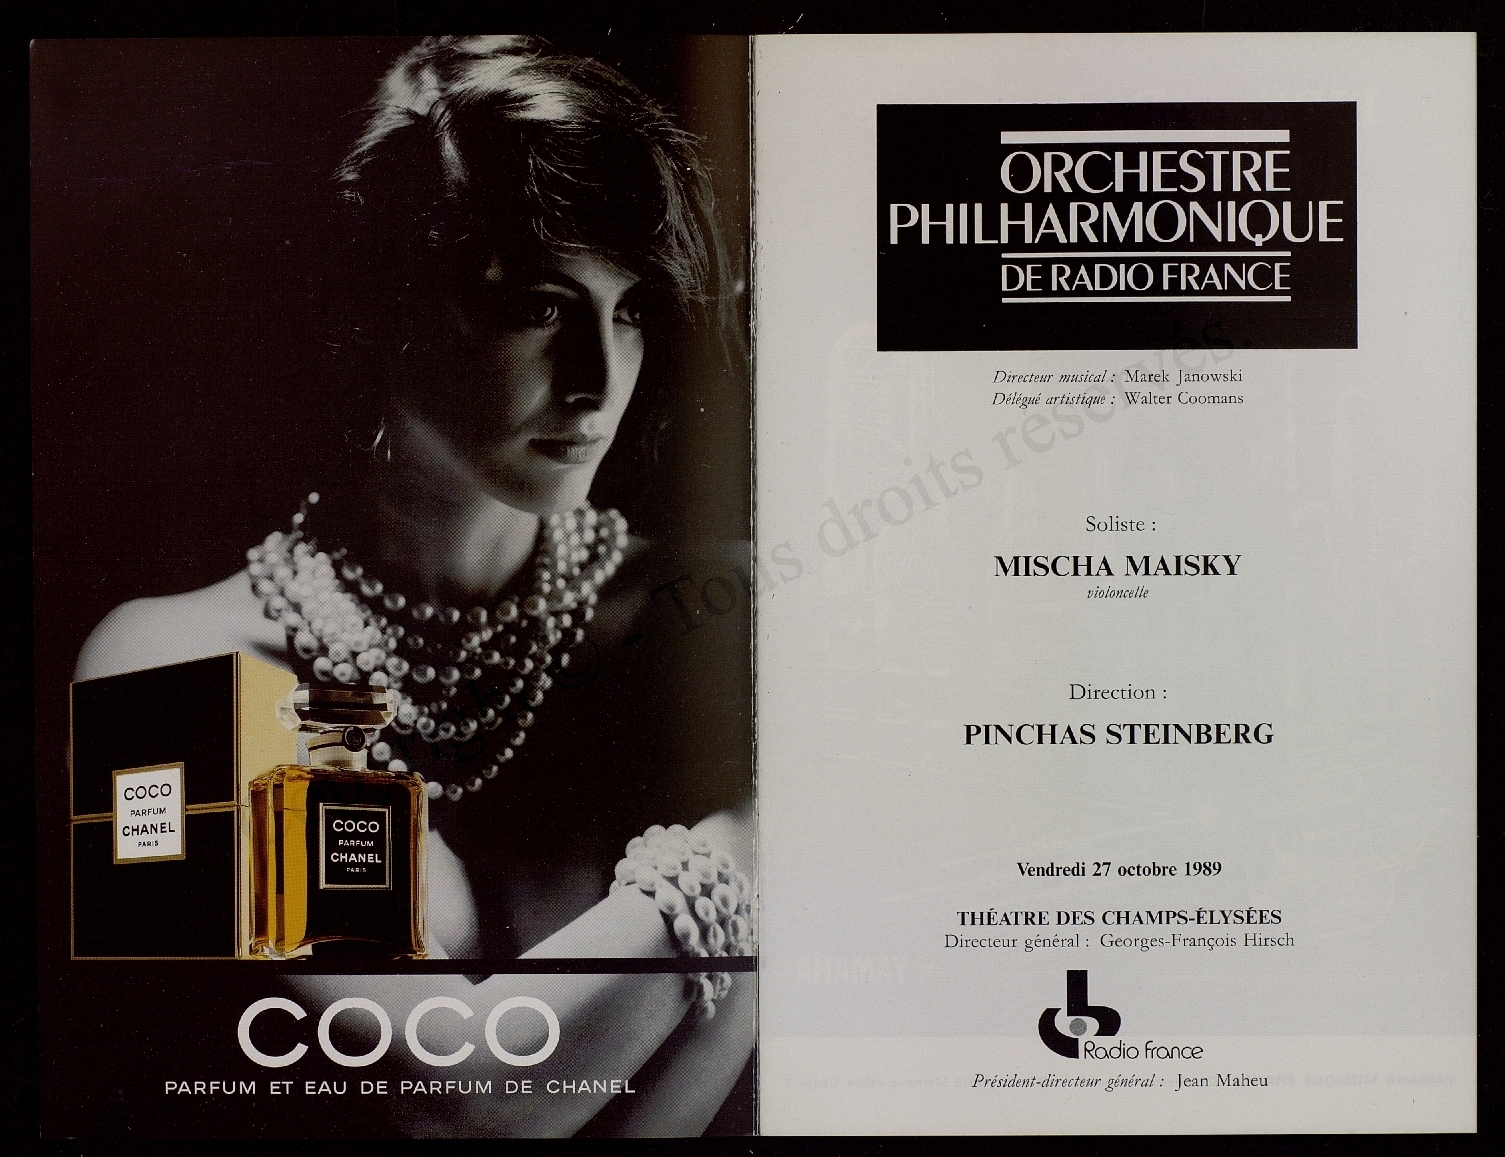 COCO
PARFUM
CHANEL
PARIS
COCO
PARFUM
CHANEL
PARIS
COCO
PARFUM ET EAU DE PARFUM DE CHANEL
ORCHESTRE
PHILHARMONIQUE
DE RADIO FRANCE
Directeur musical : Marek Janowski
Délégué artistique : Walter Coomans
Soliste :
MISCHA MAISKY
violoncelle
Direction :
PINCHAS STEINBERG
Vendredi 27 octobre 1989
THÉATRE DES CHAMPS-ÉLYSÉES
Directeur général : Georges-François Hirsch
Radio france
Président-directeur général : Jean Maheu
© - Tous droits reservés.
YAMAHA